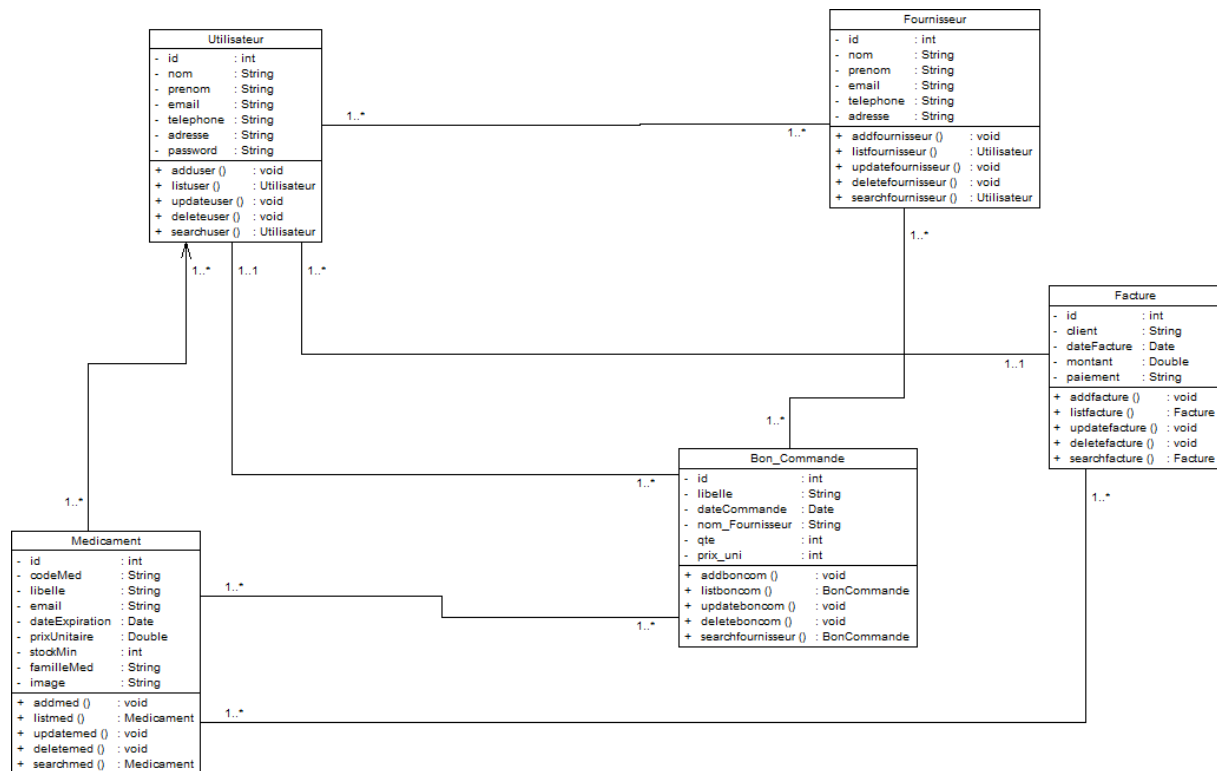 Utilisateur
- id : int
- nom : String
- prenom : String
- email : String
- telephone : String
- adresse : String
- password : String
+ adduser () : void
+ listuser () : Utilisateur
+ updateuser () : void
+ deleteuser () : void
+ searchuser () : Utilisateur
Fournisseur
- id : int
- nom : String
- prenom : String
- email : String
- telephone : String
- adresse : String
+ addfournisseur () : void
+ listfournisseur () : Utilisateur
+ updatefournisseur () : void
+ deletefournisseur () : void
+ searchfournisseur () : Utilisateur
1..*
1..*
1..*
1..1
1..*
1..*
Facture
- id : int
- client : String
- dateFacture : Date
- montant : Double
- paiement : String
+ addfacture () : void
+ listfacture () : Facture
+ updatefacture () : void
+ deletefacture () : void
+ searchfacture () : Facture
1..1
1..*
Bon_Commande
- id : int
- libelle : String
- dateCommande : Date
- nom_Fournisseur : String
- qte : int
- prix_uni : int
+ addboncom () : void
+ listboncom () : BonCommande
+ updateboncom () : void
+ deleteboncom () : void
+ searchfournisseur () : BonCommande
1..*
1..*
1..*
Medicament
- id : int
- codeMed : String
- libelle : String
- email : String
- dateExpiration : Date
- prixUnitaire : Double
- stockMin : int
- familleMed : String
- image : String
+ addmed () : void
+ listmed () : Medicament
+ updatemed () : void
+ deletemed () : void
+ searchmed () : Medicament
1..*
1..*
1..*